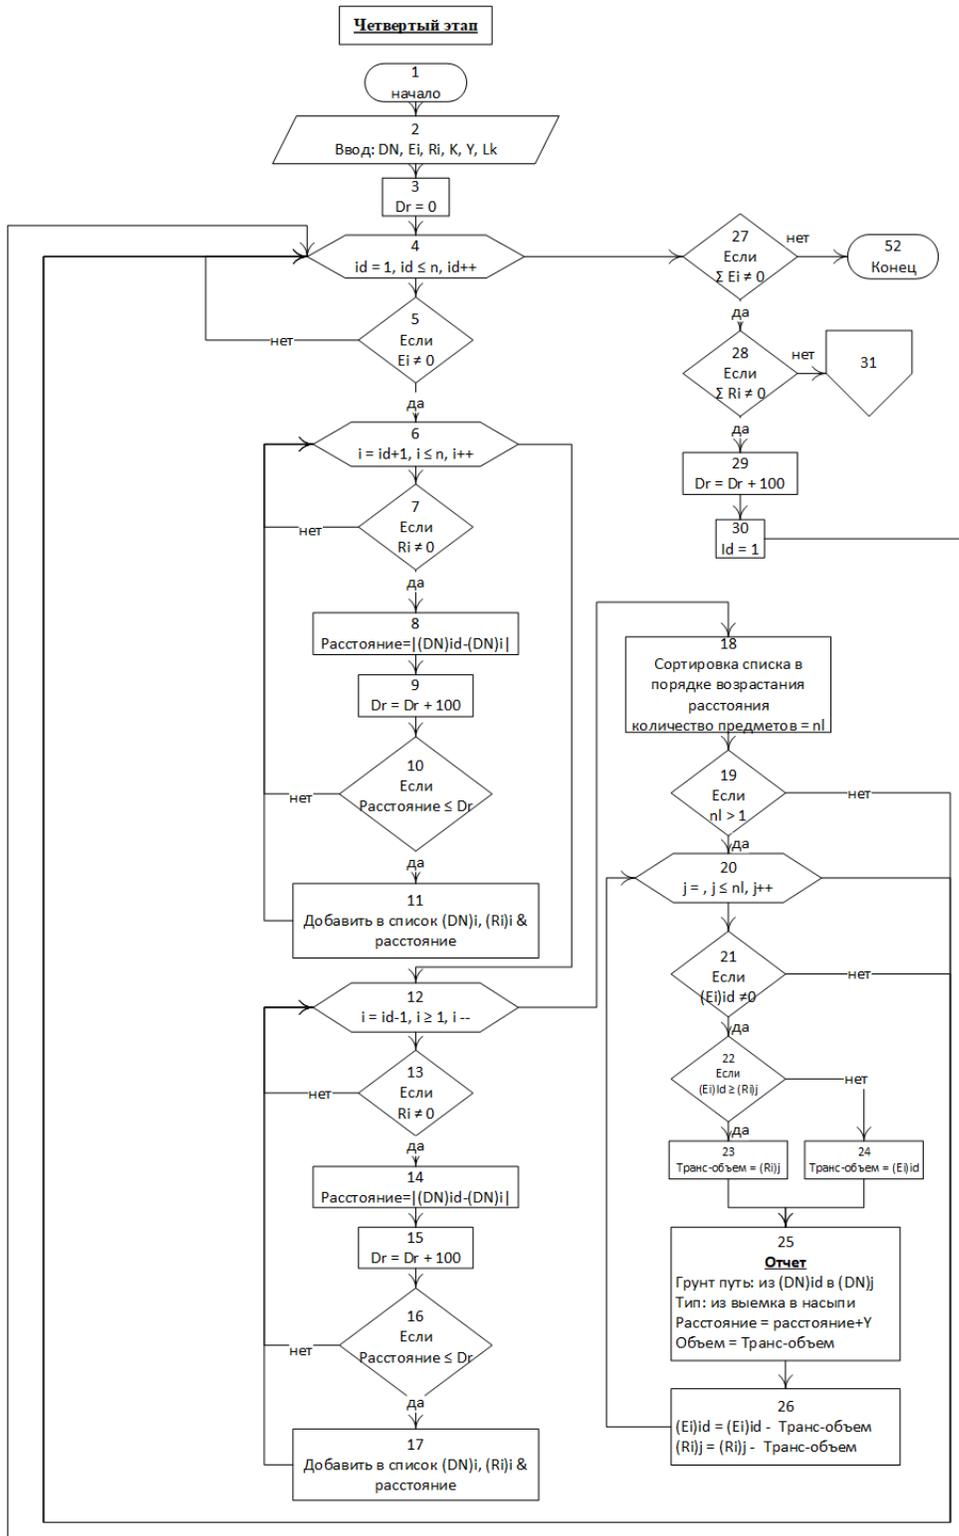 Четвертый этап
1
начало
2
Ввод: DN, Ei, Ri, K, Y, Lk
3
Dr = 0
4
id = 1, id ≤ n, id++
5
Если
Ei ≠ 0
нет
да
6
i = id+1, i ≤ n, i++
7
Если
Ri ≠ 0
нет
да
8
Расстояние=|(DN)id-(DN)i|
9
Dr = Dr + 100
10
Если
Расстояние ≤ Dr
нет
да
11
Добавить в список (DN)i, (Ri)i &
расстояние
12
i = id-1, i ≥ 1, i --
13
Если
Ri ≠ 0
нет
да
14
Расстояние=|(DN)id-(DN)i|
15
Dr = Dr + 100
16
Если
Расстояние ≤ Dr
нет
да
17
Добавить в список (DN)i, (Ri)i &
расстояние
27
Если
Σ Ei ≠ 0
нет
52
Конец
да
28
Если
Σ Ri ≠ 0
нет
31
да
29
Dr = Dr + 100
30
Id = 1
18
Сортировка списка в
порядке возрастания
расстояния
количество предметов = nl
19
Если
nl > 1
нет
да
20
j = , j ≤ nl, j++
21
Если
(Ei)id ≠0
нет
да
22
Если
(Ei)Id ≥ (Ri)j
нет
да
23
Транс-объем = (Ri)j
24
Транс-объем = (Ei)id
25
Отчет
Грунт путь: из (DN)id в (DN)j
Тип: из выемка в насыпи
Расстояние = расстояние+Y
Объем = Транс-объем
26
(Ei)id = (Ei)id - Транс-объем
(Ri)j = (Ri)j - Транс-объем